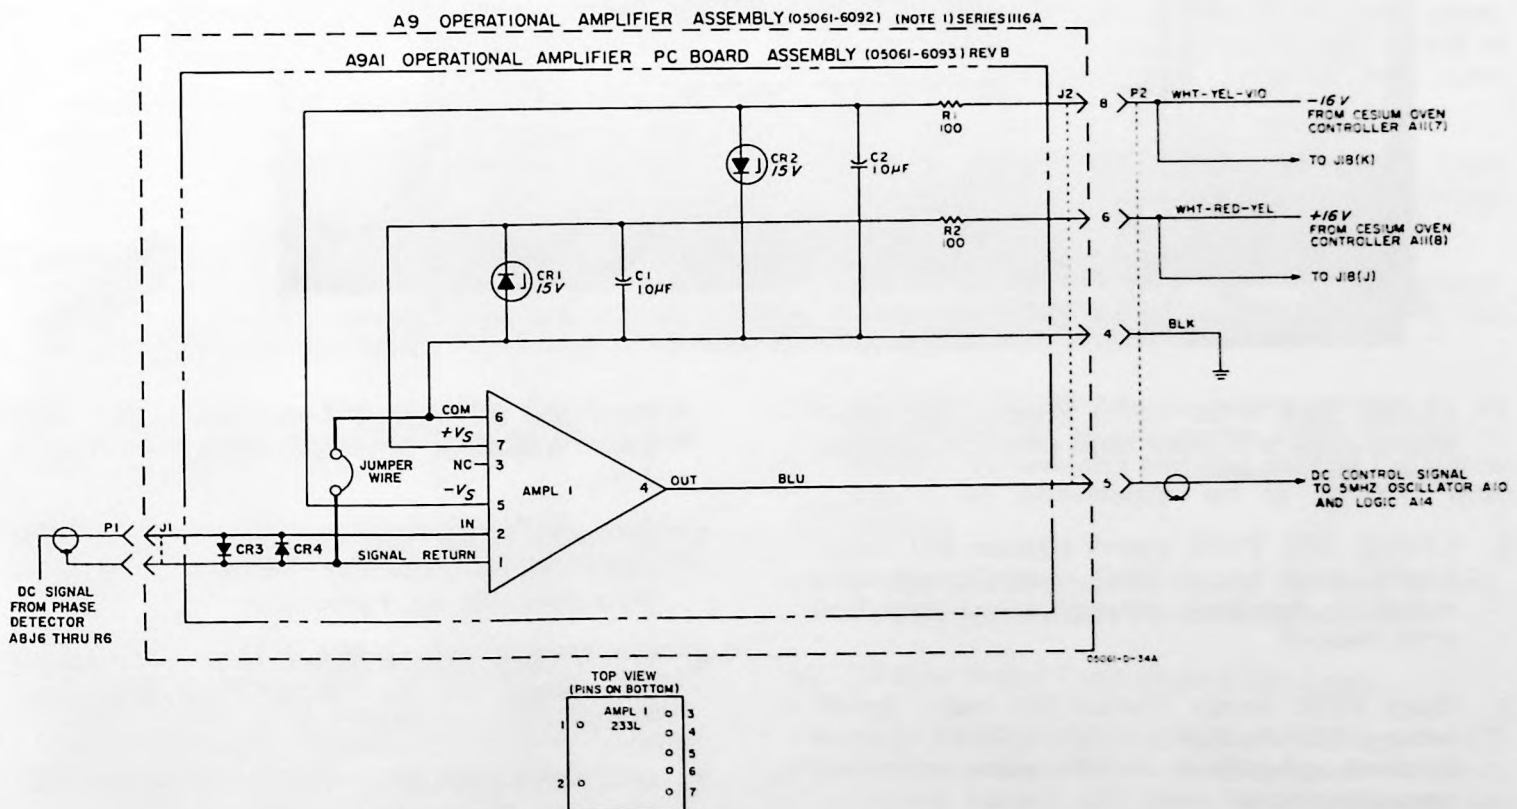 A9 OPERATIONAL AMPLIFIER ASSEMBLY (05061-6092) (NOTE 1) SERIES 1116A
A9A1 OPERATIONAL AMPLIFIER PC BOARD ASSEMBLY (05061-6093) REV B
J2
8
P2
WHT-YEL-VIO
-16V
FROM CESIUM OVEN
CONTROLLER A11(7)
R1
100
TO J18(K)
CR2
15V
C2
10µF
6
WHT-RED-YEL
+16V
FROM CESIUM OVEN
CONTROLLER A11(8)
R2
100
TO J18(J)
CR1
15V
C1
10µF
4
BLK
COM
6
+VS
7
NC
3
JUMPER
WIRE
-VS
5
AMPL 1
4
OUT
BLU
5
DC CONTROL SIGNAL
TO 5MHZ OSCILLATOR A10
AND LOGIC A14
IN
2
P1
J1
CR3
CR4
SIGNAL RETURN
1
DC SIGNAL
FROM PHASE
DETECTOR
A8J6 THRU R6
05061-D-34A
TOP VIEW
(PINS ON BOTTOM)
AMPL 1
233L
1
3
4
5
6
2
7